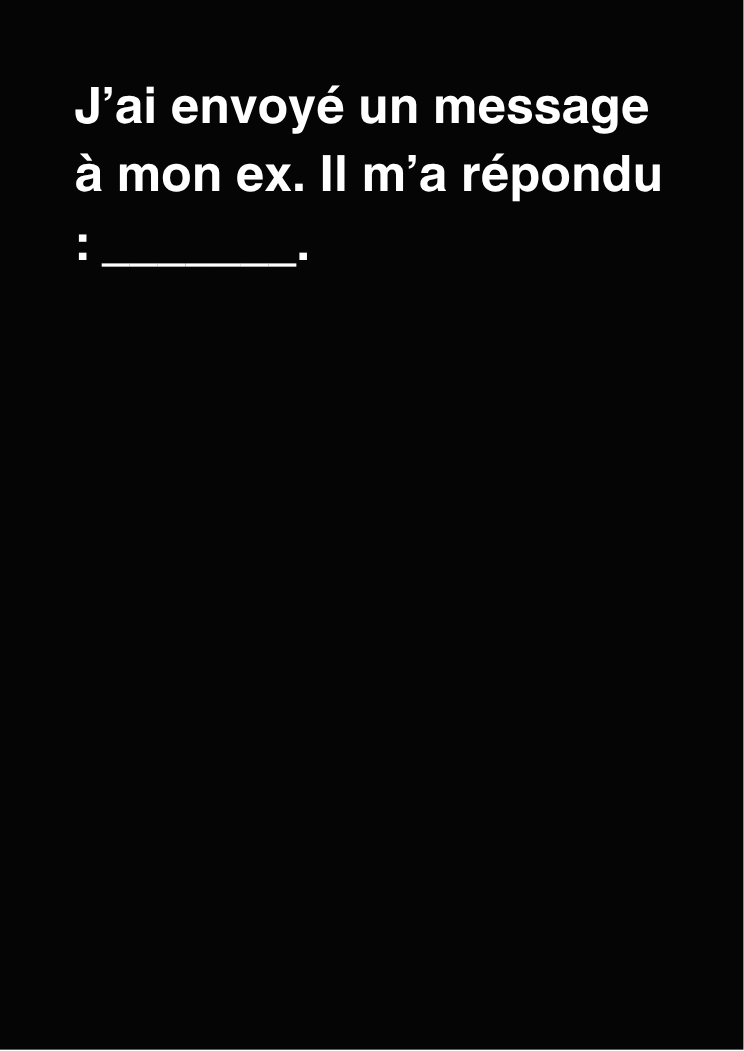 J’ai envoyé un message
à mon ex. Il m’a répondu
: _______.